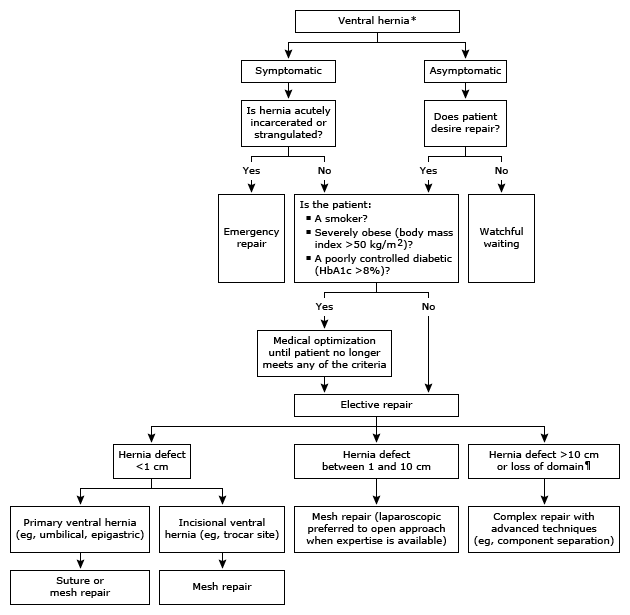 Ventral hernia*
Symptomatic
Asymptomatic
Is hernia acutely
incarcerated or
strangulated?
Does patient
desire repair?
Yes
No
Yes
No
Emergency
repair
Is the patient:
▪ A smoker?
▪ Severely obese (body mass
index >50 kg/m²)?
▪ A poorly controlled diabetic
(HbA1c >8%)?
Watchful
waiting
Yes
No
Medical optimization
until patient no longer
meets any of the criteria
Elective repair
Hernia defect
<1 cm
Hernia defect
between 1 and 10 cm
Hernia defect >10 cm
or loss of domain¶
Primary ventral hernia
(eg, umbilical, epigastric)
Incisional ventral
hernia (eg, trocar site)
Mesh repair (laparoscopic
preferred to open approach
when expertise is available)
Complex repair with
advanced techniques
(eg, component separation)
Suture or
mesh repair
Mesh repair